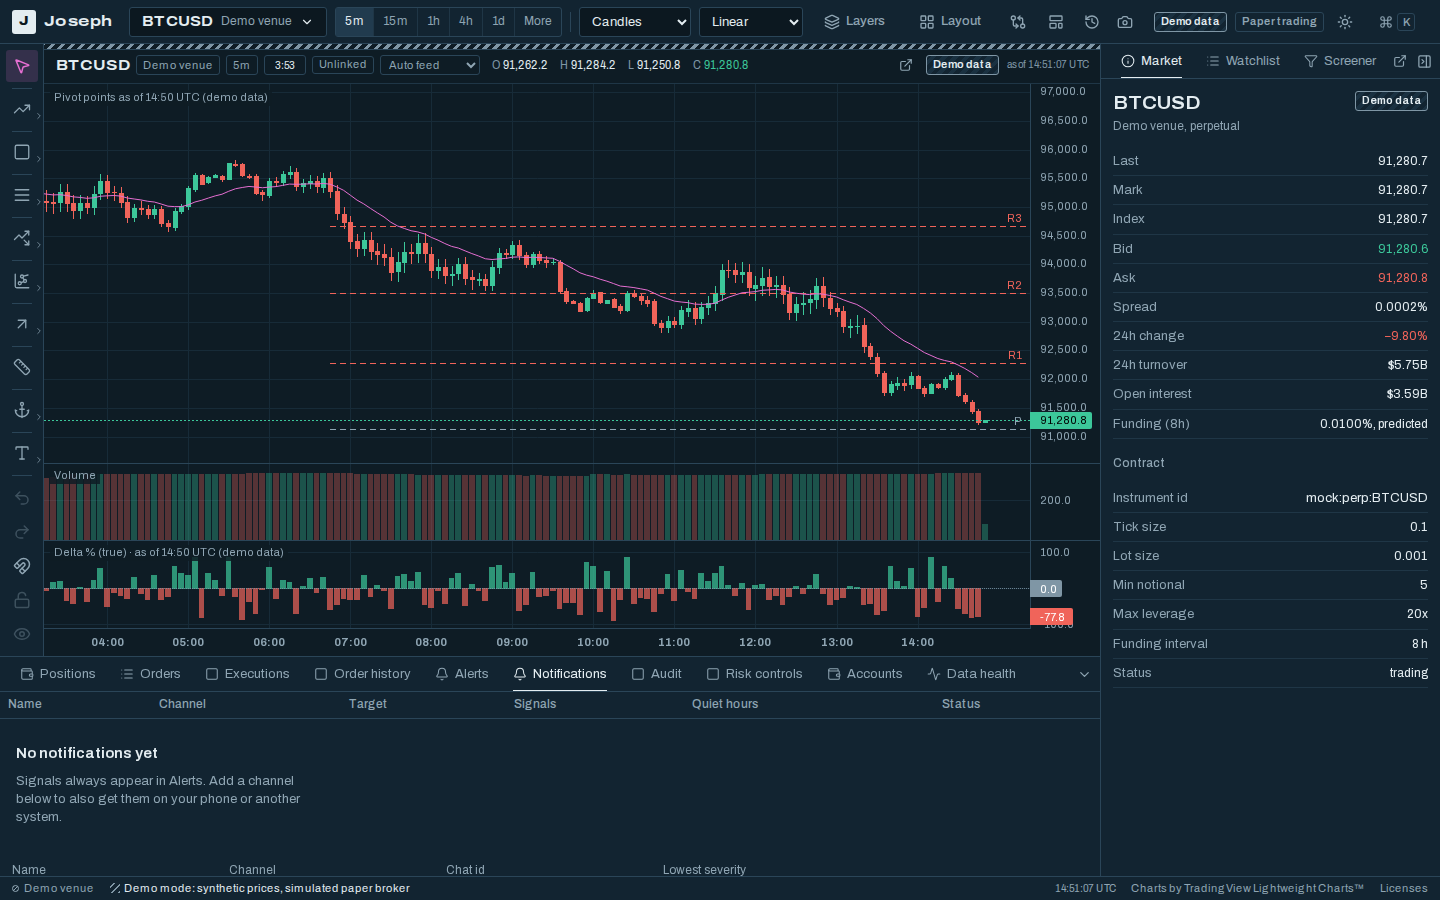 J Joseph BTCUSD Demo venue 5m 15m 1h 4h 1d More Candles Linear Layers Layout Demo data Paper trading ⌘ K
BTCUSD Demo venue 5m 3:53 Unlinked Auto feed O 91,262.2 H 91,284.2 L 91,250.8 C 91,280.8 Demo data as of 14:51:07 UTC
Pivot points as of 14:50 UTC (demo data)
97,000.0
96,500.0
96,000.0
95,500.0
95,000.0
R3
94,500.0
94,000.0
R2
93,500.0
93,000.0
92,500.0
R1
92,000.0
91,500.0
P 91,280.8
91,000.0
Volume
200.0
Delta % (true) · as of 14:50 UTC (demo data)
100.0
0.0
-77.8
04:00 05:00 06:00 07:00 08:00 09:00 10:00 11:00 12:00 13:00 14:00
Market Watchlist Screener
BTCUSD Demo data
Demo venue, perpetual
Last 91,280.7
Mark 91,280.7
Index 91,280.7
Bid 91,280.6
Ask 91,280.8
Spread 0.0002%
24h change −9.80%
24h turnover $5.75B
Open interest $3.59B
Funding (8h) 0.0100%, predicted
Contract
Instrument id mock:perp:BTCUSD
Tick size 0.1
Lot size 0.001
Min notional 5
Max leverage 20x
Funding interval 8 h
Status trading
Positions Orders Executions Order history Alerts Notifications Audit Risk controls Accounts Data health
Name Channel Target Signals Quiet hours Status
No notifications yet
Signals always appear in Alerts. Add a channel
below to also get them on your phone or another
system.
Name Channel Chat id Lowest severity
Demo venue Demo mode: synthetic prices, simulated paper broker 14:51:07 UTC Charts by TradingView Lightweight Charts™ Licenses